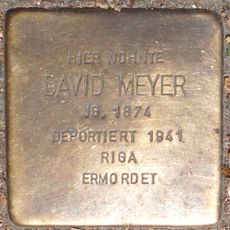 HIER WOHNTE
DAVID MEYER
JG. 1874
DEPORTIERT 1941
RIGA
ERMORDET